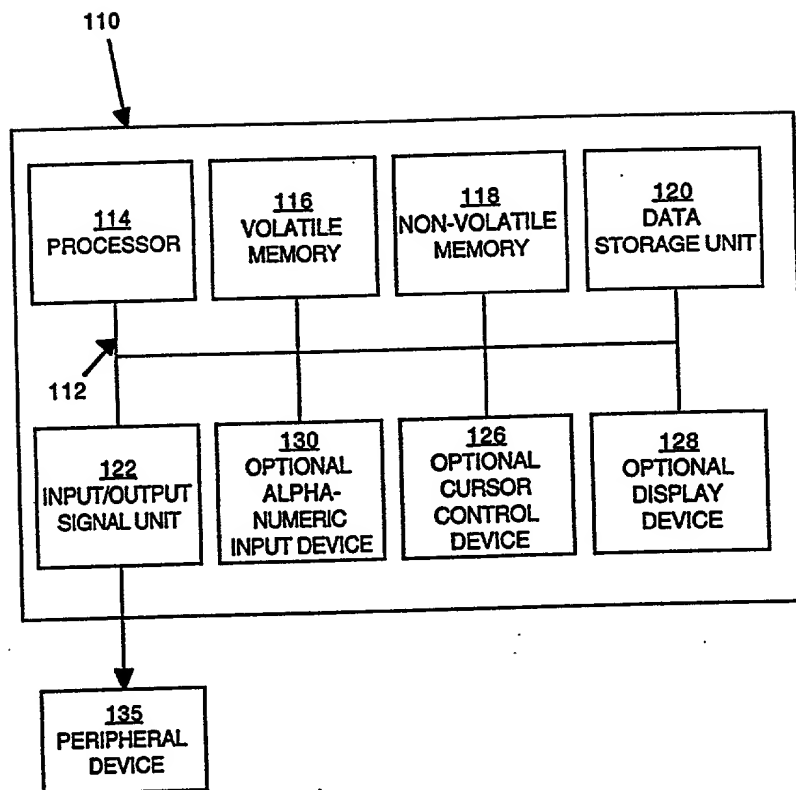 110
114
PROCESSOR
116
VOLATILE
MEMORY
118
NON-VOLATILE
MEMORY
120
DATA
STORAGE UNIT
112
122
INPUT/OUTPUT
SIGNAL UNIT
130
OPTIONAL
ALPHA-
NUMERIC
INPUT DEVICE
126
OPTIONAL
CURSOR
CONTROL
DEVICE
128
OPTIONAL
DISPLAY
DEVICE
135
PERIPHERAL
DEVICE